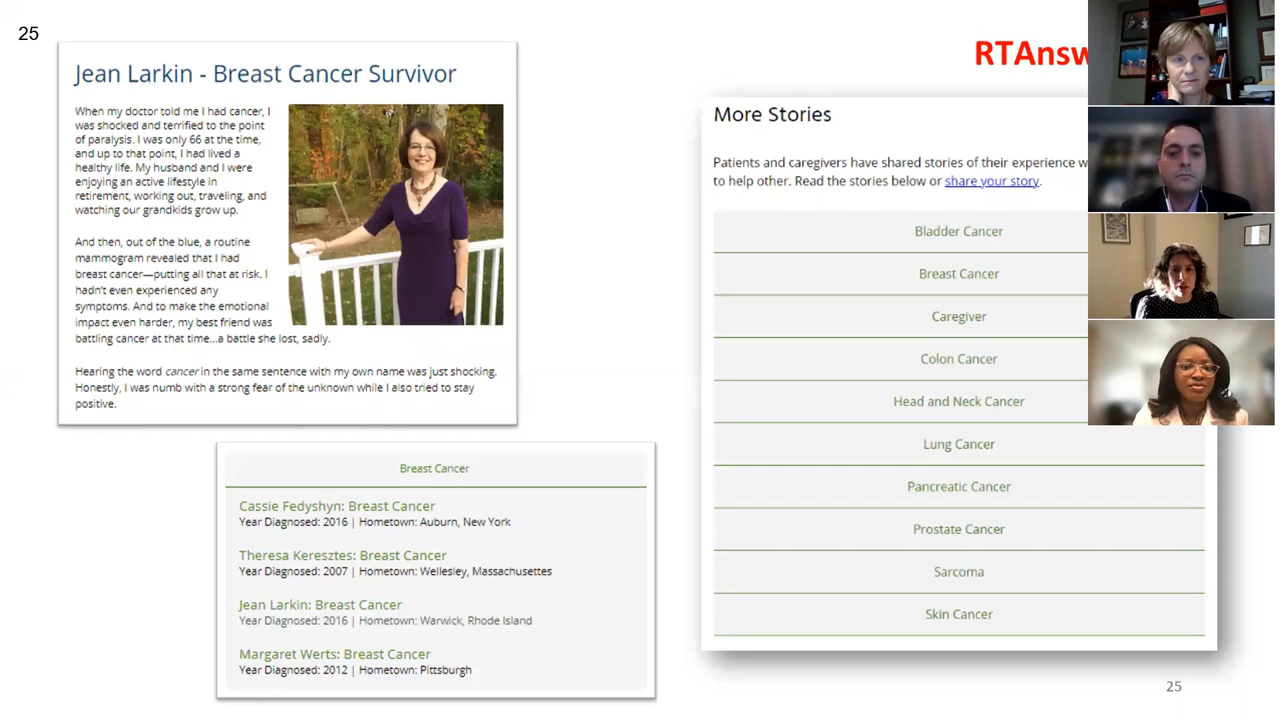 25
Jean Larkin - Breast Cancer Survivor
When my doctor told me I had cancer, I
was shocked and terrified to the point
of paralysis. I was only 66 at the time,
and up to that point, I had lived a
healthy life. My husband and I were
enjoying an active lifestyle in
retirement, working out, traveling, and
watching our grandkids grow up.
And then, out of the blue, a routine
mammogram revealed that I had
breast cancer—putting all that at risk. I
hadn't even experienced any
symptoms. And to make the emotional
impact even harder, my best friend was
battling cancer at that time...a battle she lost, sadly.
Hearing the word cancer in the same sentence with my own name was just shocking.
Honestly, I was numb with a strong fear of the unknown while I also tried to stay
positive.
Breast Cancer
Cassie Fedyshyn: Breast Cancer
Year Diagnosed: 2016 | Hometown: Auburn, New York
Theresa Keresztes: Breast Cancer
Year Diagnosed: 2007 | Hometown: Wellesley, Massachusettes
Jean Larkin: Breast Cancer
Year Diagnosed: 2016 | Hometown: Warwick, Rhode Island
Margaret Werts: Breast Cancer
Year Diagnosed: 2012 | Hometown: Pittsburgh
RTAnsw
More Stories
Patients and caregivers have shared stories of their experience w
to help other. Read the stories below or share your story.
Bladder Cancer
Breast Cancer
Caregiver
Colon Cancer
Head and Neck Cancer
Lung Cancer
Pancreatic Cancer
Prostate Cancer
Sarcoma
Skin Cancer
25